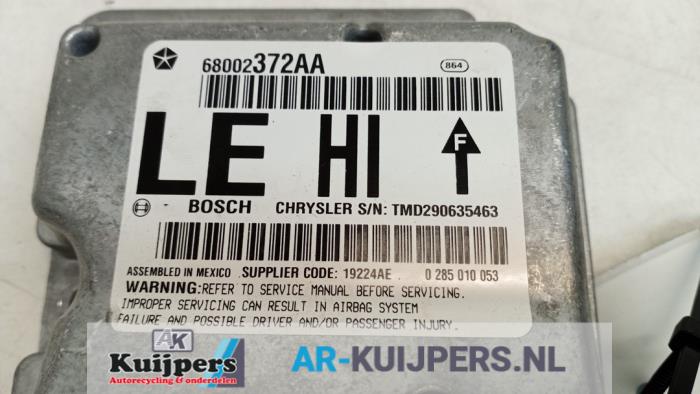 68002372AA
864
LE HI
F
BOSCH CHRYSLER S/N: TMD290635463
ASSEMBLED IN MEXICO SUPPLIER CODE: 19224AE 0 285 010 053
WARNING:REFER TO SERVICE MANUAL BEFORE SERVICING.
IMPROPER SERVICING CAN RESULT IN AIRBAG SYSTEM
FAILURE AND POSSIBLE DRIVER AND/OR PASSENGER INJURY.
AK
Kuijpers
Autorecycling & onderdelen
AR-KUIJPERS.NL